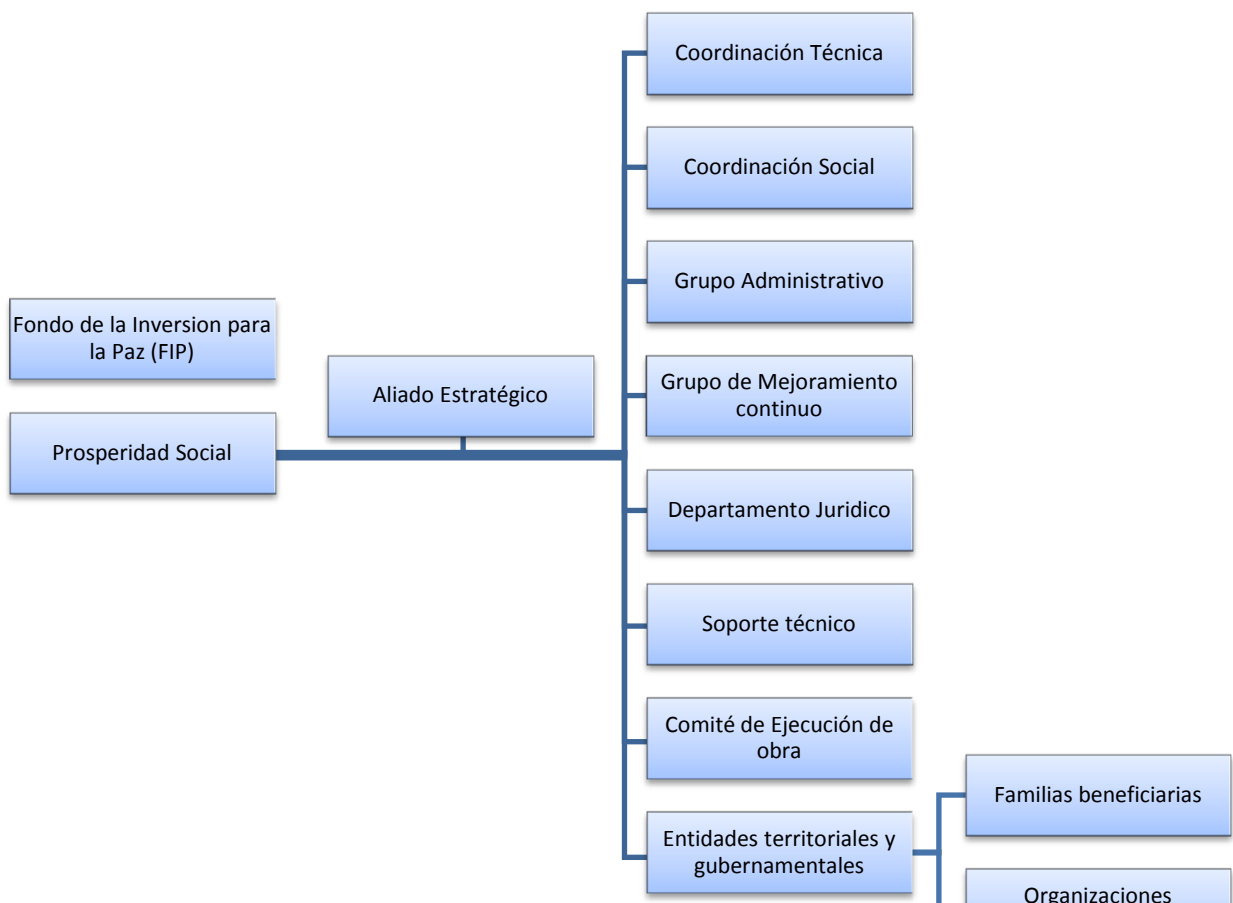 Coordinación Técnica
Coordinación Social
Grupo Administrativo
Fondo de la Inversion para
la Paz (FIP)
Aliado Estratégico
Grupo de Mejoramiento
continuo
Prosperidad Social
Departamento Juridico
Soporte técnico
Comité de Ejecución de
obra
Familias beneficiarias
Entidades territoriales y
gubernamentales
Organizaciones